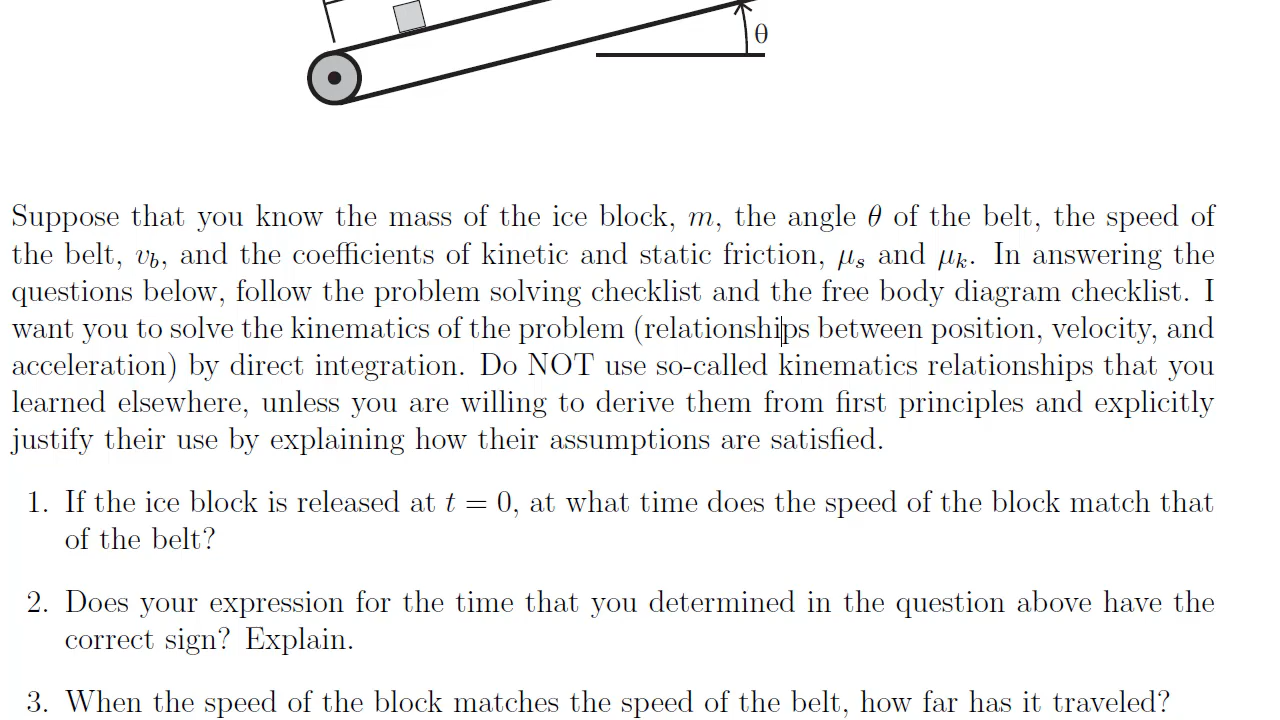 θ
Suppose that you know the mass of the ice block, m, the angle θ of the belt, the speed of
the belt, v_b, and the coefficients of kinetic and static friction, μ_s and μ_k. In answering the
questions below, follow the problem solving checklist and the free body diagram checklist. I
want you to solve the kinematics of the problem (relationships between position, velocity, and
acceleration) by direct integration. Do NOT use so-called kinematics relationships that you
learned elsewhere, unless you are willing to derive them from first principles and explicitly
justify their use by explaining how their assumptions are satisfied.
1. If the ice block is released at t = 0, at what time does the speed of the block match that
of the belt?
2. Does your expression for the time that you determined in the question above have the
correct sign? Explain.
3. When the speed of the block matches the speed of the belt, how far has it traveled?